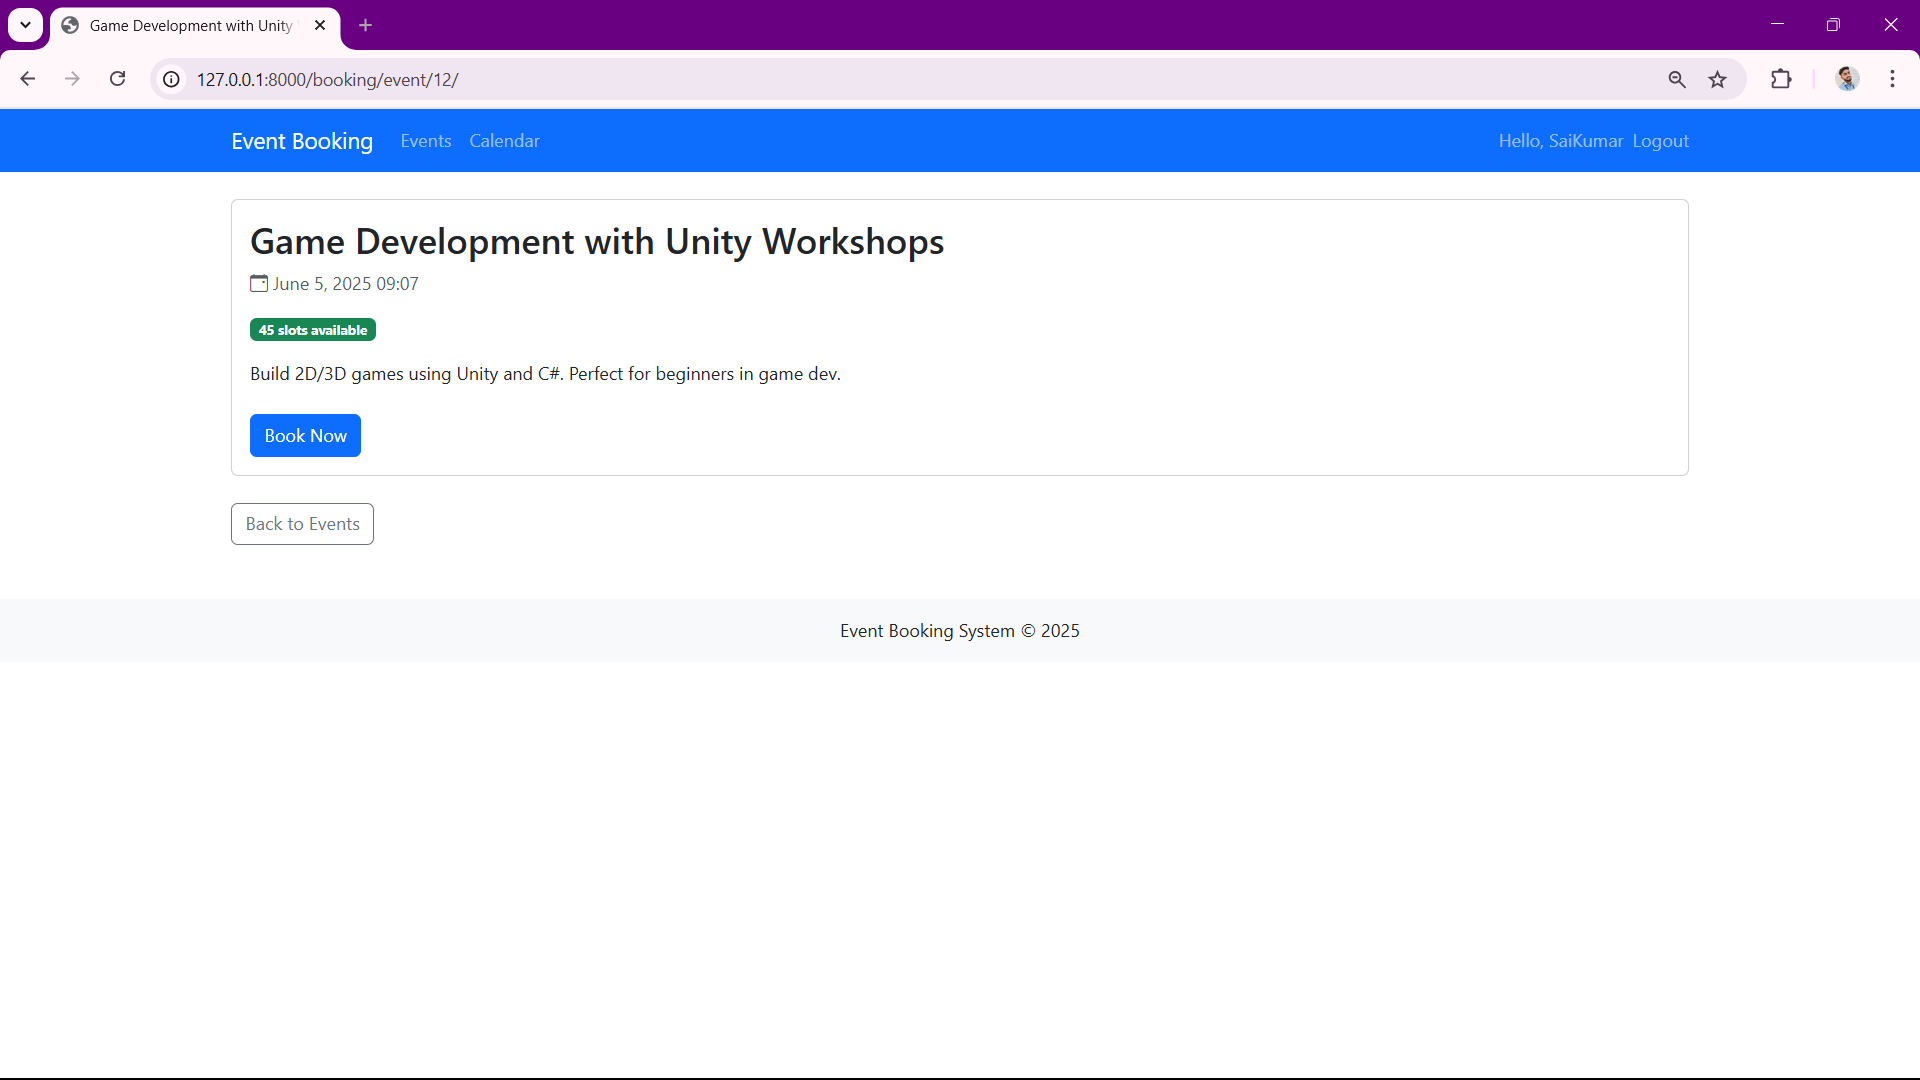 Game Development with Unity
127.0.0.1:8000/booking/event/12/
Event Booking Events Calendar Hello, SaiKumar Logout
Game Development with Unity Workshops
June 5, 2025 09:07
45 slots available
Build 2D/3D games using Unity and C#. Perfect for beginners in game dev.
Book Now
Back to Events
Event Booking System © 2025